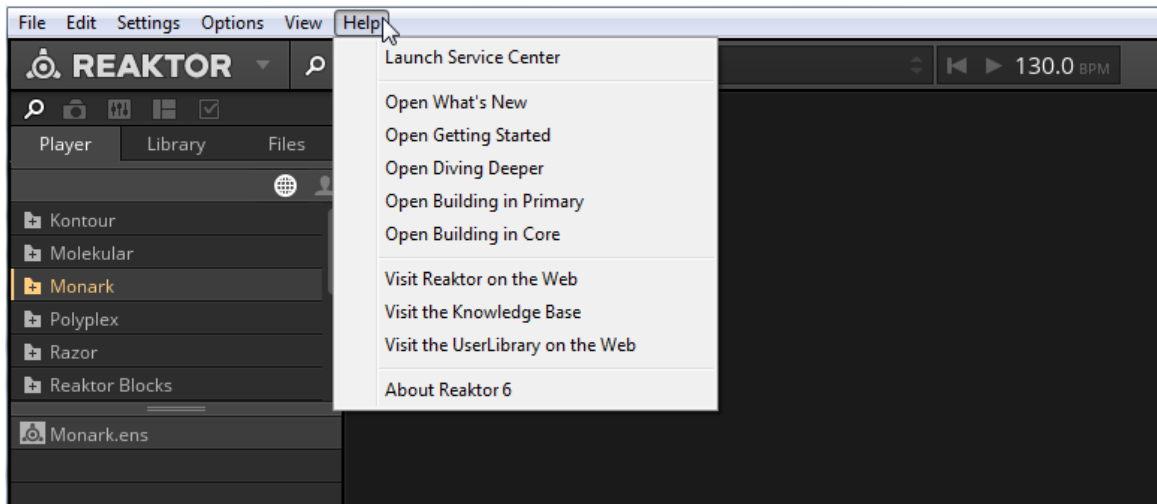 File Edit Settings Options View Help
REAKTOR
130.0 BPM
Player Library Files
Kontour
Molekular
Monark
Polyplex
Razor
Reaktor Blocks
Monark.ens
Launch Service Center
Open What's New
Open Getting Started
Open Diving Deeper
Open Building in Primary
Open Building in Core
Visit Reaktor on the Web
Visit the Knowledge Base
Visit the UserLibrary on the Web
About Reaktor 6